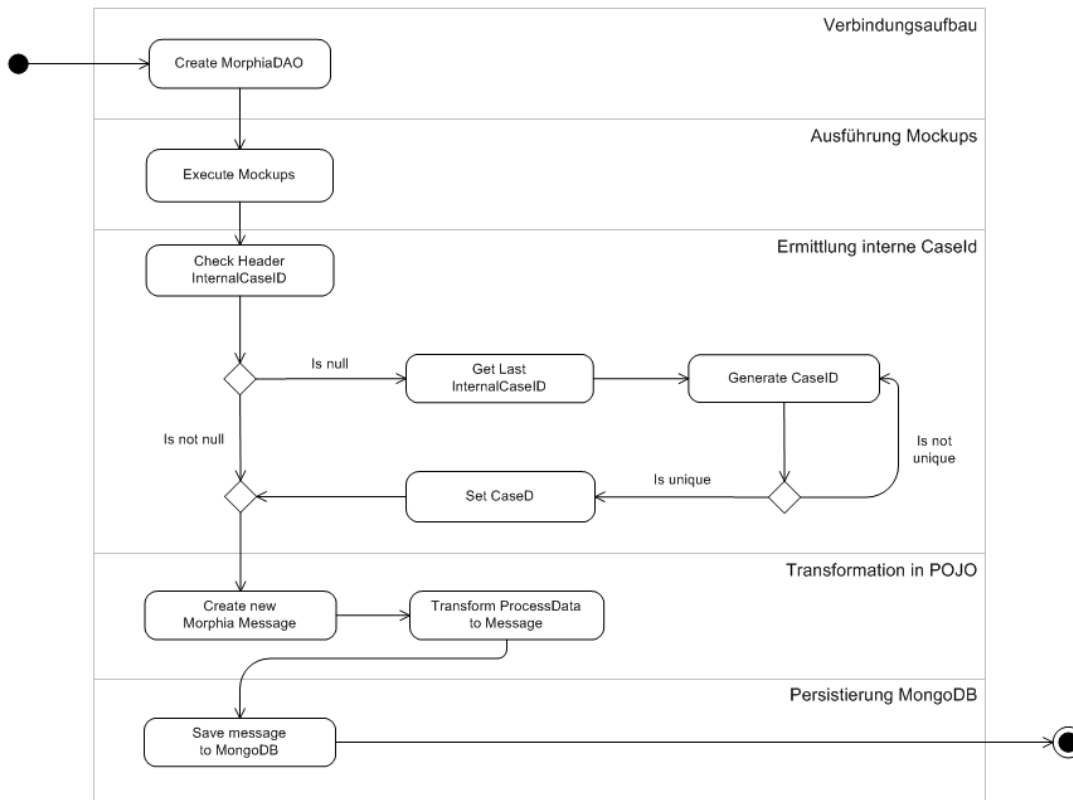 Verbindungsaufbau
Create MorphiaDAO
Ausführung Mockups
Execute Mockups
Ermittlung interne CaseId
Check Header
InternalCaseID
Is null
Get Last
InternalCaseID
Generate CaseID
Is not null
Is not
unique
Is unique
Set CaseD
Transformation in POJO
Create new
Morphia Message
Transform ProcessData
to Message
Persistierung MongoDB
Save message
to MongoDB